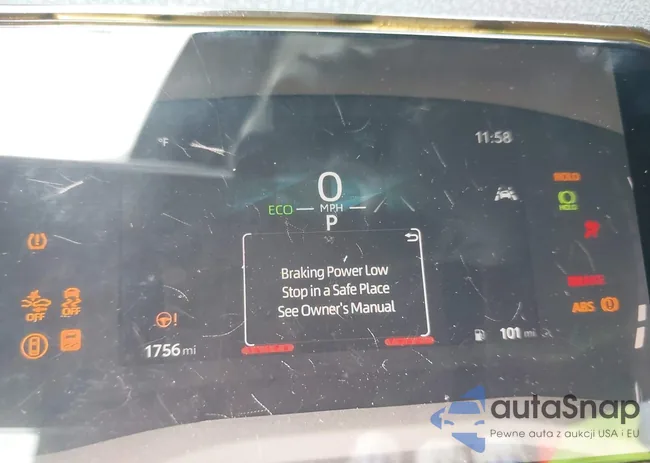 11:58
HOLD
0
ECO
MPH
HOLD
P
Braking Power Low
Stop in a Safe Place
See Owner's Manual
OFF
OFF
ABS
1756 mi
101 mi
autaSnap
Pewne auta z aukcji USA i EU